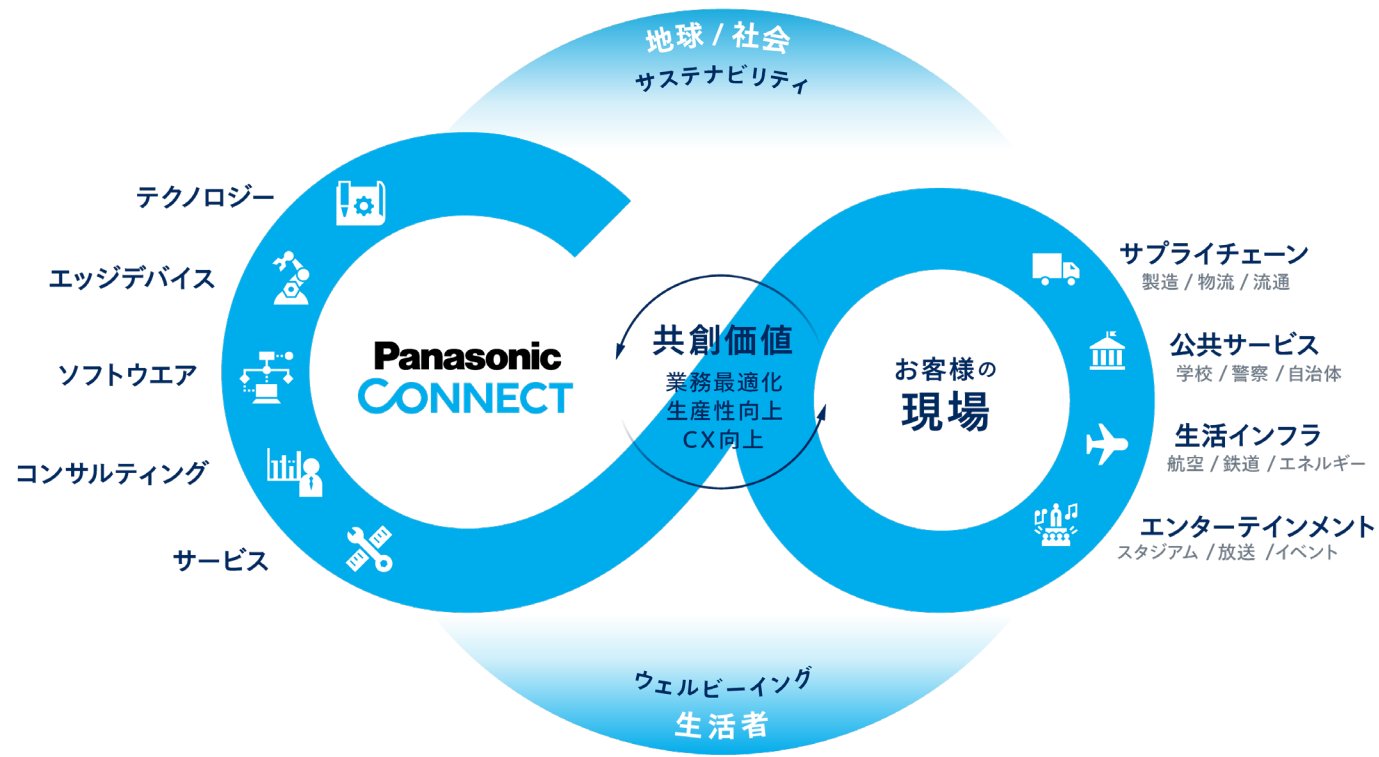 地球 / 社会
サステナビリティ
テクノロジー
エッジデバイス
ソフトウエア
コンサルティング
サービス
Panasonic
CONNECT
共創価値
業務最適化
生産性向上
CX向上
お客様の
現場
サプライチェーン
製造 / 物流 / 流通
公共サービス
学校 / 警察 / 自治体
生活インフラ
航空 / 鉄道 / エネルギー
エンターテインメント
スタジアム / 放送 / イベント
ウェルビーイング
生活者